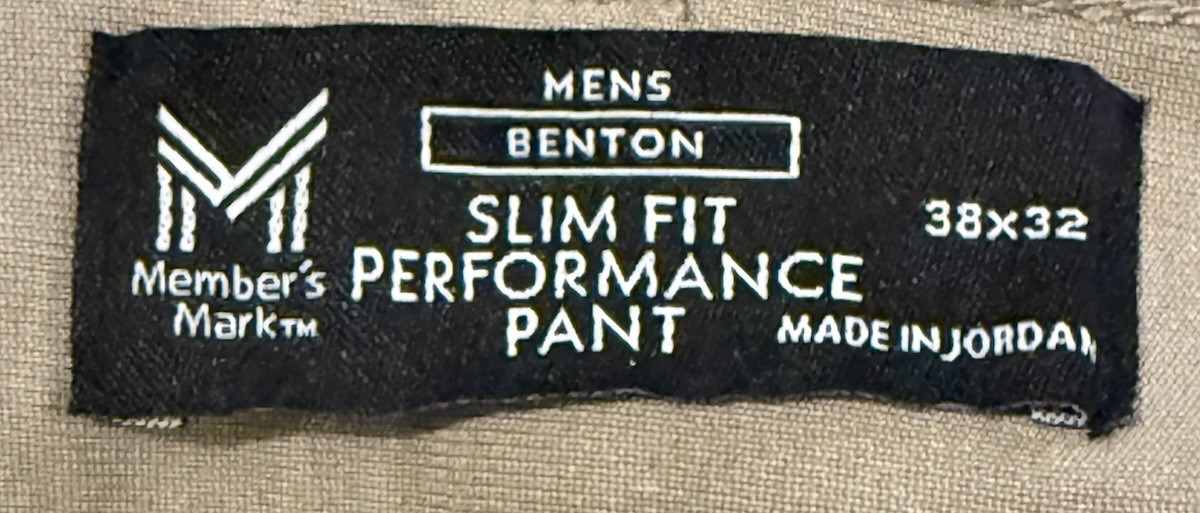 MENS
BENTON
SLIM FIT
PERFORMANCE
PANT
Member's
Mark™
38x32
MADE IN JORDAN